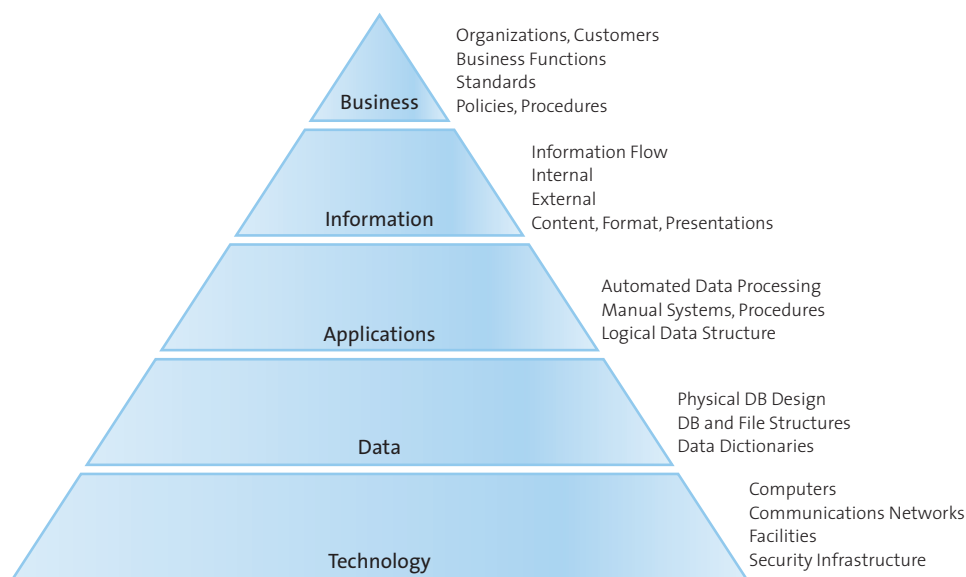 Organizations, Customers
Business Functions
Standards
Policies, Procedures
Business
Information Flow
Internal
External
Content, Format, Presentations
Information
Automated Data Processing
Manual Systems, Procedures
Logical Data Structure
Applications
Physical DB Design
DB and File Structures
Data Dictionaries
Data
Computers
Communications Networks
Facilities
Security Infrastructure
Technology